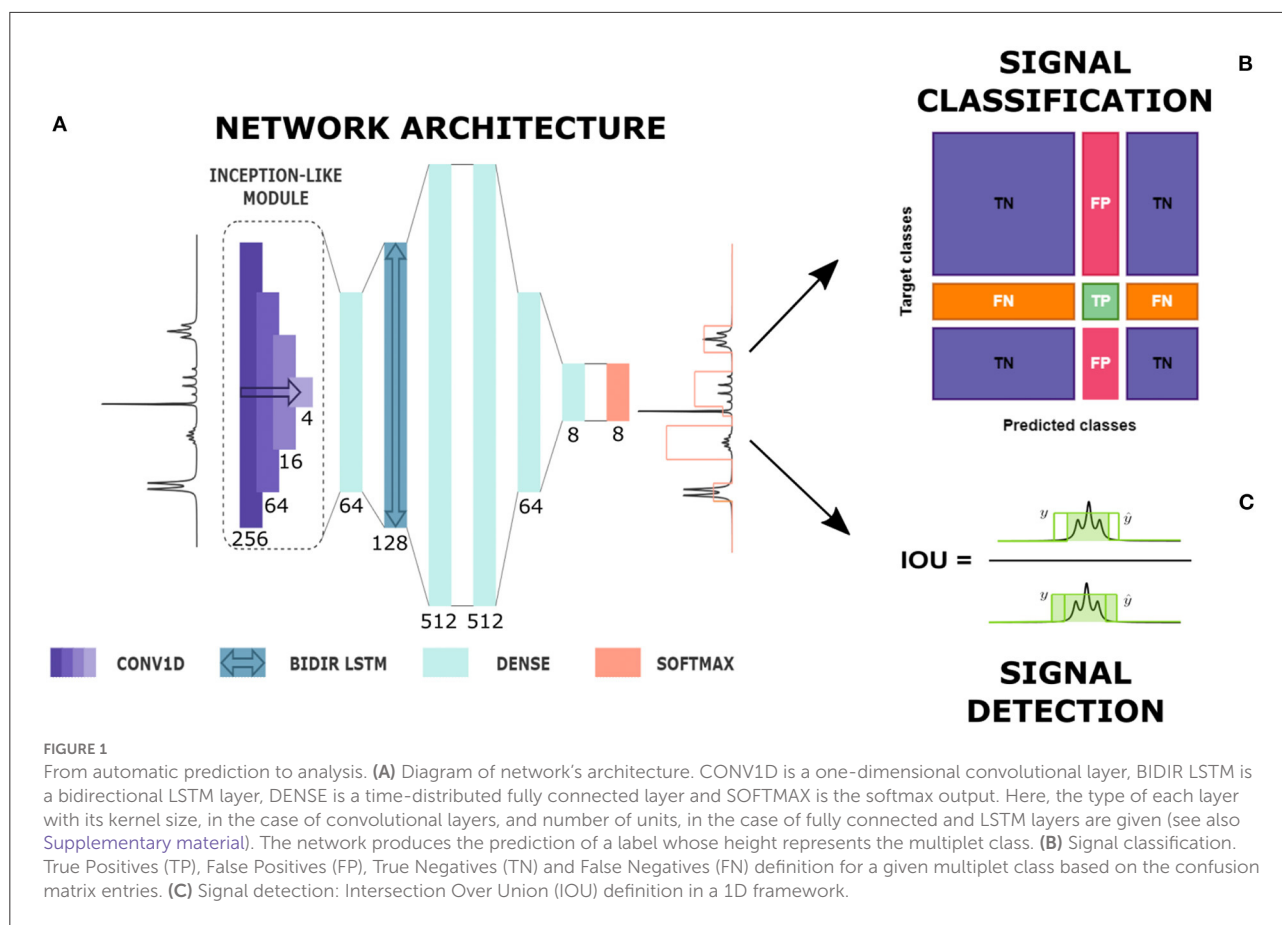 A
NETWORK ARCHITECTURE
INCEPTION-LIKE
MODULE
256
64
16
4
64
128
512
512
64
8
8
CONV1D
BIDIR LSTM
DENSE
SOFTMAX
SIGNAL
CLASSIFICATION
B
Target classes
TN FP TN
FN TP FN
TN FP TN
Predicted classes
C
y ŷ
IOU =
y ŷ
SIGNAL
DETECTION
FIGURE 1
From automatic prediction to analysis. (A) Diagram of network's architecture. CONV1D is a one-dimensional convolutional layer, BIDIR LSTM is
a bidirectional LSTM layer, DENSE is a time-distributed fully connected layer and SOFTMAX is the softmax output. Here, the type of each layer
with its kernel size, in the case of convolutional layers, and number of units, in the case of fully connected and LSTM layers are given (see also
Supplementary material). The network produces the prediction of a label whose height represents the multiplet class. (B) Signal classification.
True Positives (TP), False Positives (FP), True Negatives (TN) and False Negatives (FN) definition for a given multiplet class based on the confusion
matrix entries. (C) Signal detection: Intersection Over Union (IOU) definition in a 1D framework.